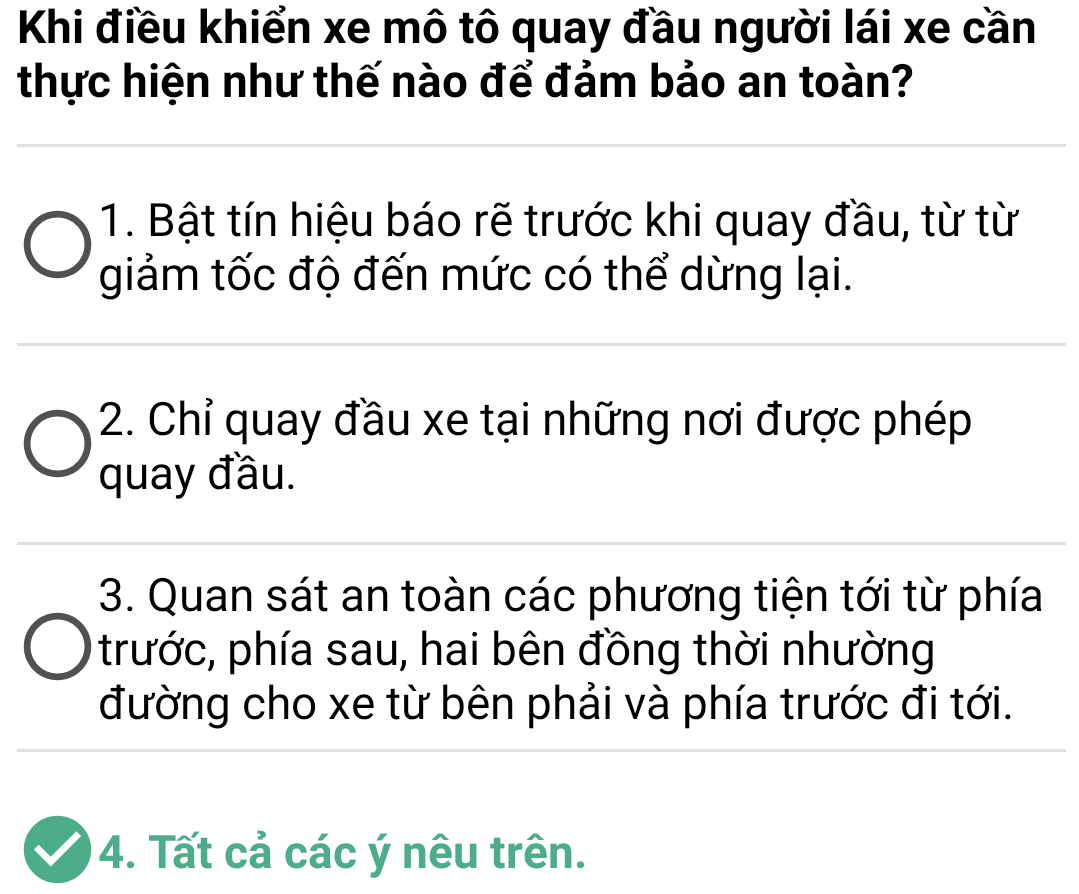 Khi điều khiển xe mô tô quay đầu người lái xe cần
thực hiện như thế nào để đảm bảo an toàn?
1. Bật tín hiệu báo rẽ trước khi quay đầu, từ từ
giảm tốc độ đến mức có thể dừng lại.
2. Chỉ quay đầu xe tại những nơi được phép
quay đầu.
3. Quan sát an toàn các phương tiện tới từ phía
trước, phía sau, hai bên đồng thời nhường
đường cho xe từ bên phải và phía trước đi tới.
4. Tất cả các ý nêu trên.